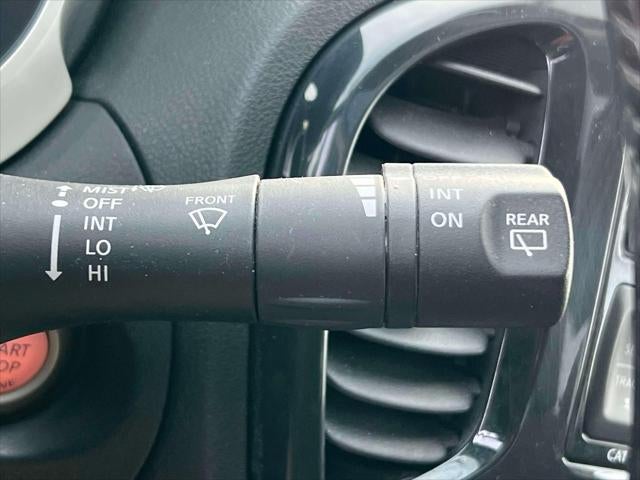 MIST
OFF
INT
LO
HI
FRONT
INT
ON
REAR